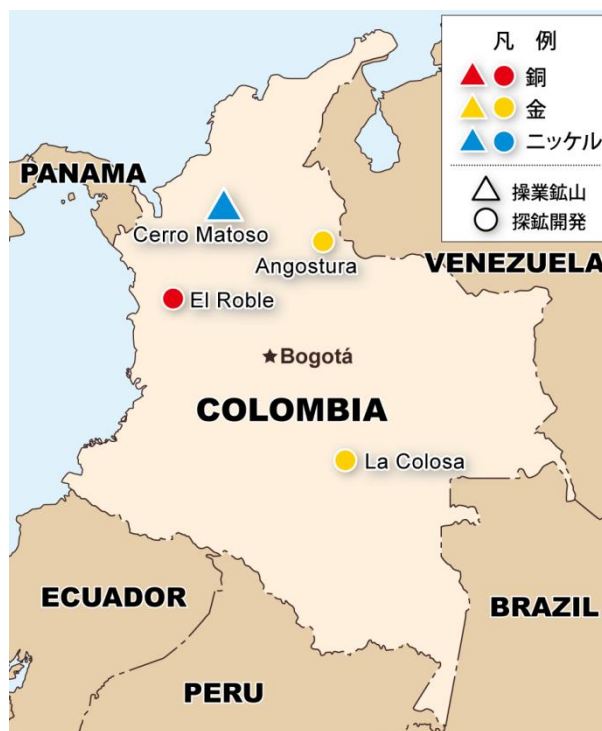 凡 例
銅
金
ニッケル
操業鉱山
探鉱開発
PANAMA
Cerro Matoso
Angostura
VENEZUELA
El Roble
Bogotá
COLOMBIA
La Colosa
ECUADOR
BRAZIL
PERU